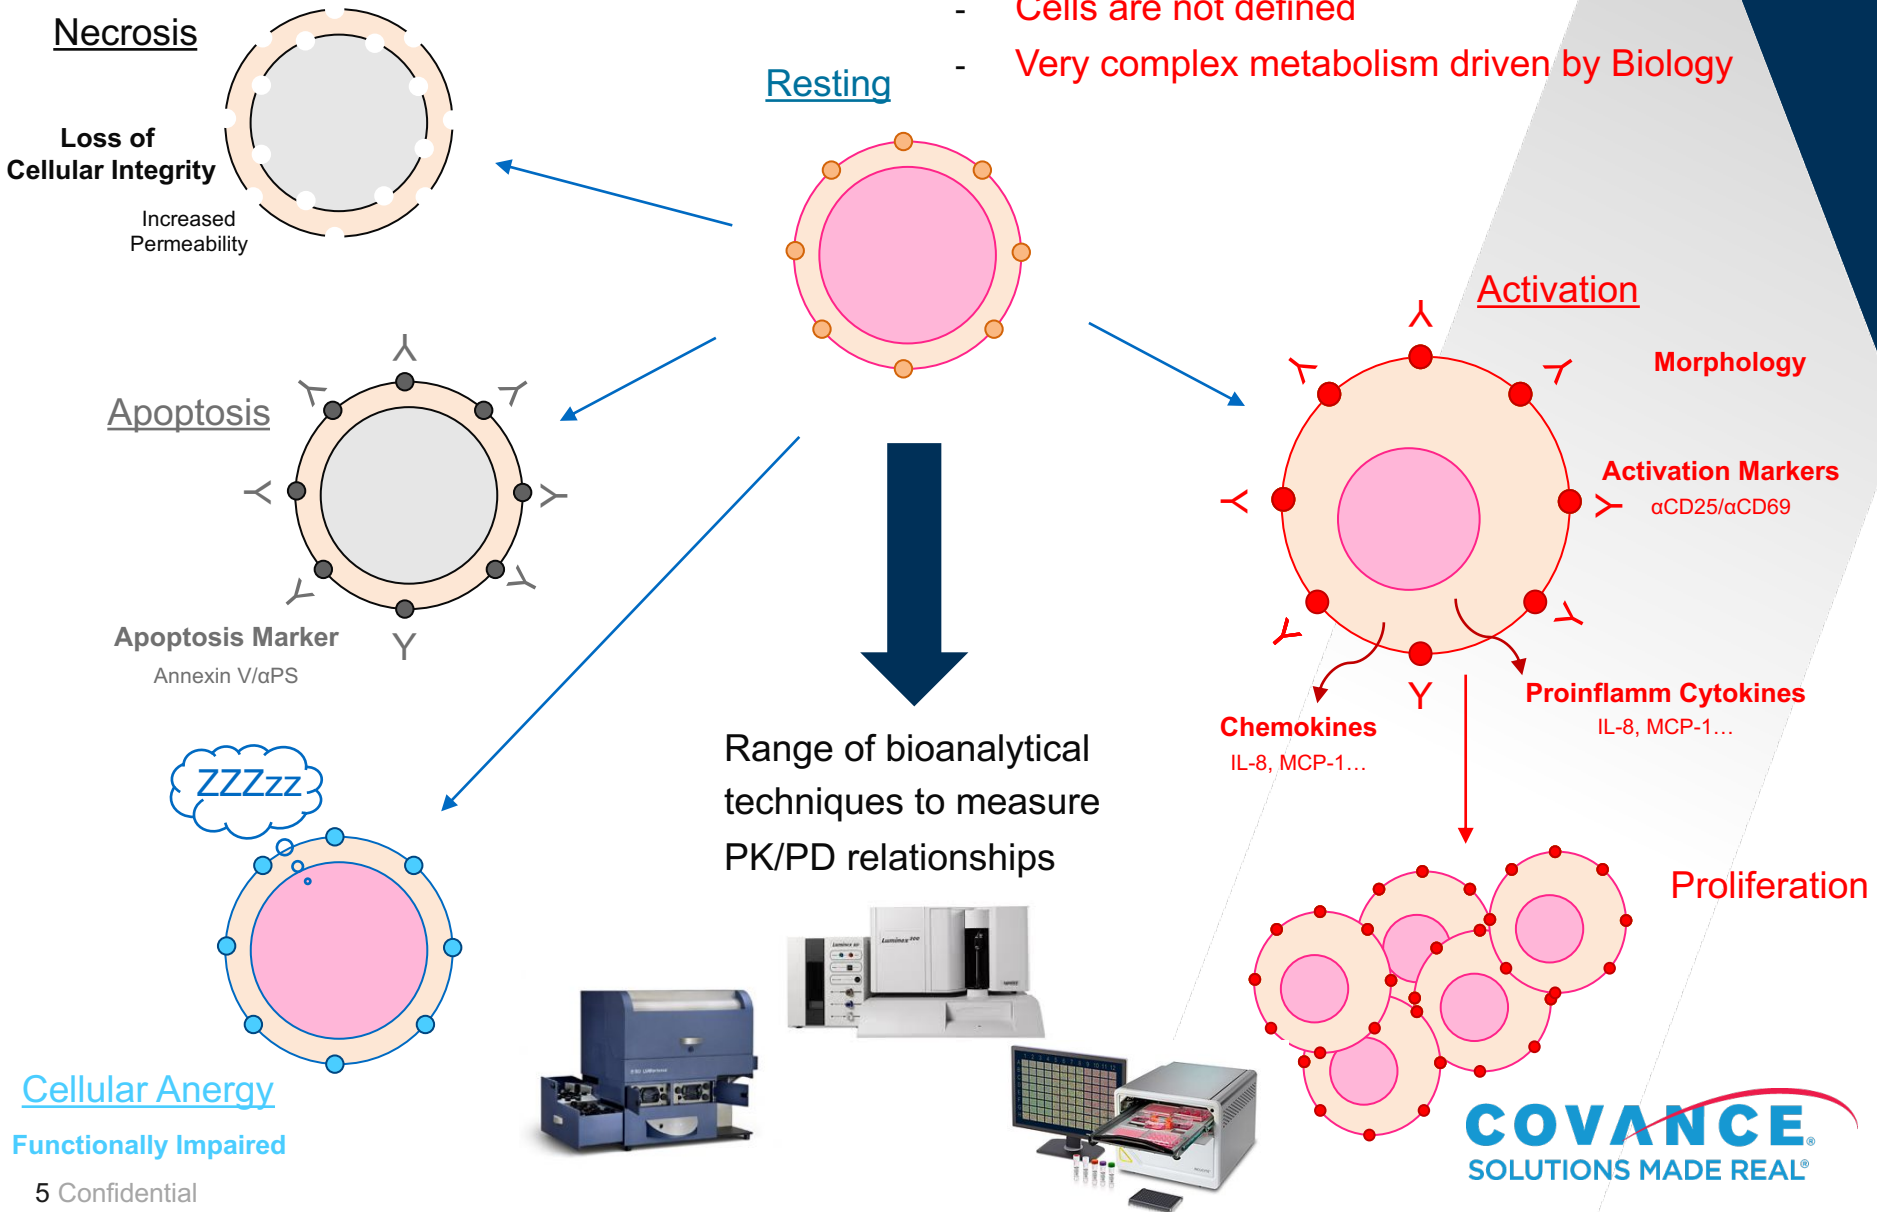 - Cells are not defined
- Very complex metabolism driven by Biology
Necrosis
Loss of
Cellular Integrity
Increased
Permeability
Resting
Activation
Morphology
Activation Markers
αCD25/αCD69
Apoptosis
Apoptosis Marker
Annexin V/αPS
Proinflamm Cytokines
IL-8, MCP-1…
Chemokines
IL-8, MCP-1…
Range of bioanalytical
techniques to measure
PK/PD relationships
ZZZzz
Proliferation
Luminex
Luminex 200
Cellular Anergy
Functionally Impaired
COVANCE®
SOLUTIONS MADE REAL®
5 Confidential